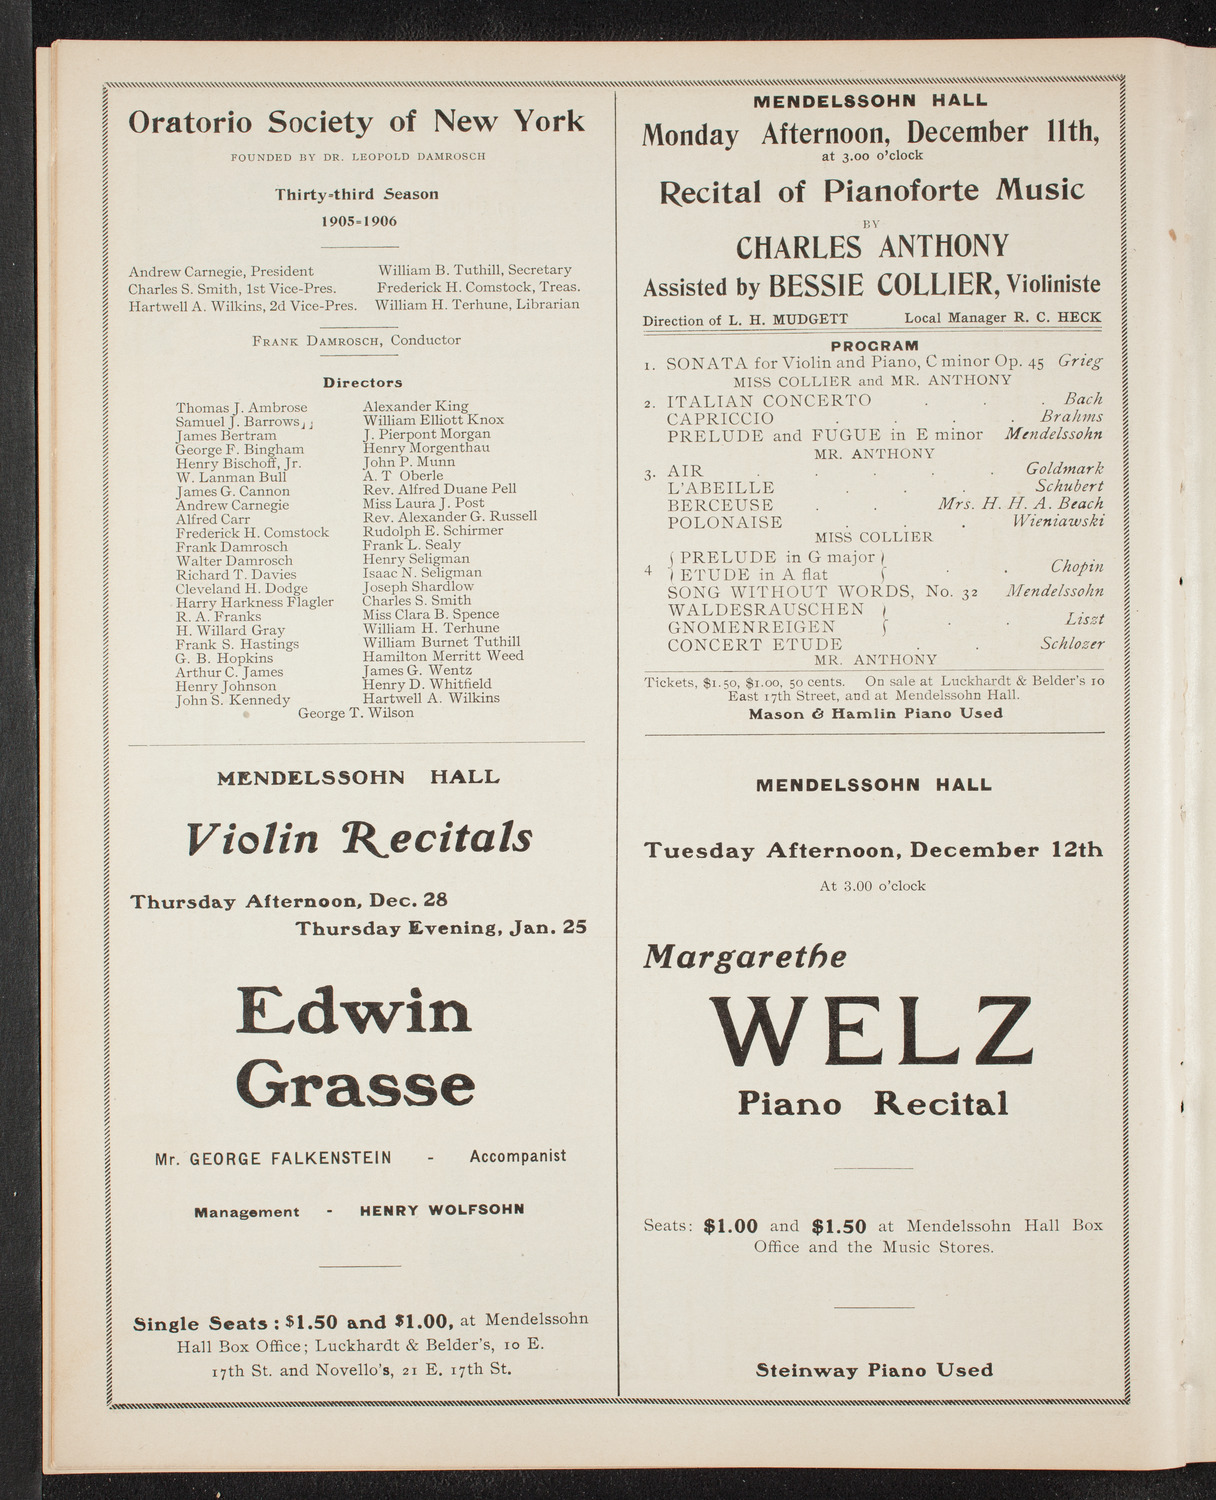 Oratorio Society of New York
FOUNDED BY DR. LEOPOLD DAMROSCH
Thirty-third Season
1905-1906
Andrew Carnegie, President William B. Tuthill, Secretary
Charles S. Smith, 1st Vice-Pres. Frederick H. Comstock, Treas.
Hartwell A. Wilkins, 2d Vice-Pres. William H. Terhune, Librarian
FRANK DAMROSCH, Conductor
Directors
Thomas J. Ambrose
Samuel J. Barrows
James Bertram
George F. Bingham
Henry Bischoff, Jr.
W. Lanman Bull
James G. Cannon
Andrew Carnegie
Alfred Carr
Frederick H. Comstock
Frank Damrosch
Walter Damrosch
Richard T. Davies
Cleveland H. Dodge
Harry Harkness Flagler
R. A. Franks
H. Willard Gray
Frank S. Hastings
G. B. Hopkins
Arthur C. James
Henry Johnson
John S. Kennedy
Alexander King
William Elliott Knox
J. Pierpont Morgan
Henry Morgenthau
John P. Munn
A. T Oberle
Rev. Alfred Duane Pell
Miss Laura J. Post
Rev. Alexander G. Russell
Rudolph E. Schirmer
Frank L. Sealy
Henry Seligman
Isaac N. Seligman
Joseph Shardlow
Charles S. Smith
Miss Clara B. Spence
William H. Terhune
William Burnet Tuthill
Hamilton Merritt Weed
James G. Wentz
Henry D. Whitfield
Hartwell A. Wilkins
George T. Wilson
MENDELSSOHN HALL
Violin Recitals
Thursday Afternoon, Dec. 28
Thursday Evening, Jan. 25
Edwin
Grasse
Mr. GEORGE FALKENSTEIN - Accompanist
Management - HENRY WOLFSOHN
Single Seats: $1.50 and $1.00, at Mendelssohn
Hall Box Office; Luckhardt & Belder's, 10 E.
17th St. and Novello's, 21 E. 17th St.
MENDELSSOHN HALL
Monday Afternoon, December 11th,
at 3.00 o'clock
Recital of Pianoforte Music
BY
CHARLES ANTHONY
Assisted by BESSIE COLLIER, Violiniste
Direction of L. H. MUDGETT Local Manager R. C. HECK
PROGRAM
1. SONATA for Violin and Piano, C minor Op. 45 Grieg
MISS COLLIER and MR. ANTHONY
2. ITALIAN CONCERTO . . . Bach
CAPRICCIO . . . . Brahms
PRELUDE and FUGUE in E minor Mendelssohn
MR. ANTHONY
3. AIR . . . . . Goldmark
L'ABEILLE . . . Schubert
BERCEUSE . . Mrs. H. H. A. Beach
POLONAISE . . . Wieniawski
MISS COLLIER
4 { PRELUDE in G major }
{ ETUDE in A flat } . . Chopin
SONG WITHOUT WORDS, No. 32 Mendelssohn
WALDESRAUSCHEN }
GNOMENREIGEN } . . Liszt
CONCERT ETUDE . . Schlozer
MR. ANTHONY
Tickets, $1.50, $1.00, 50 cents. On sale at Luckhardt & Belder's 10
East 17th Street, and at Mendelssohn Hall.
Mason & Hamlin Piano Used
MENDELSSOHN HALL
Tuesday Afternoon, December 12th
At 3.00 o'clock
Margarethe
WELZ
Piano Recital
Seats: $1.00 and $1.50 at Mendelssohn Hall Box
Office and the Music Stores.
Steinway Piano Used